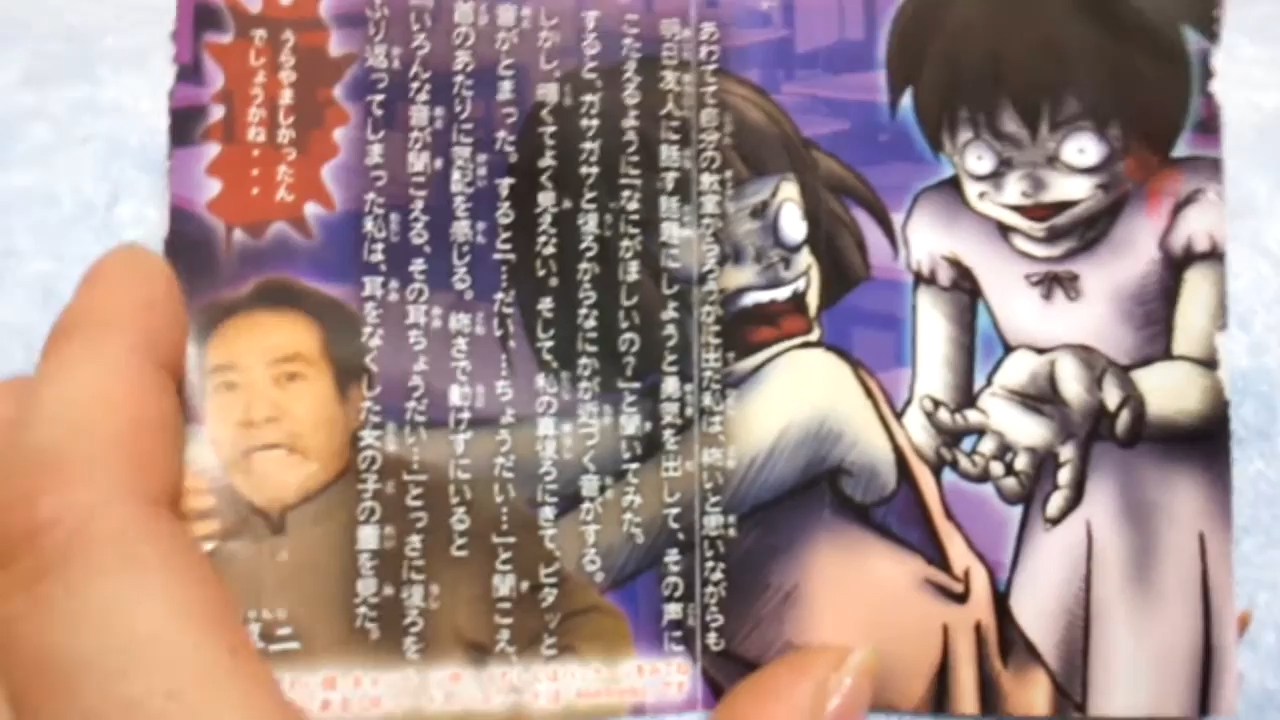 あわてて自分の教室からろうかに出た私は、怖いと思いながらも
明日友人に話す話題にしようと勇気を出して、その声に
こたえるように「なにがほしいの？」と聞いてみた。
すると、ガサガサと後ろからなにかが近づく音がする。
しかし、暗くてよく見えない。そして、私の真後ろにきて、ピタッと
音がとまった。すると「…だい、…ちょうだい…」と聞こえ、
首のあたりに気配を感じる。怖さで動けずにいると
「いろんな音が聞こえる、その耳ちょうだい…」とっさに後ろを
ふり返ってしまった私は、耳をなくした女の子の霊を見た。
うらやましかったん
でしょうかね・・・
二